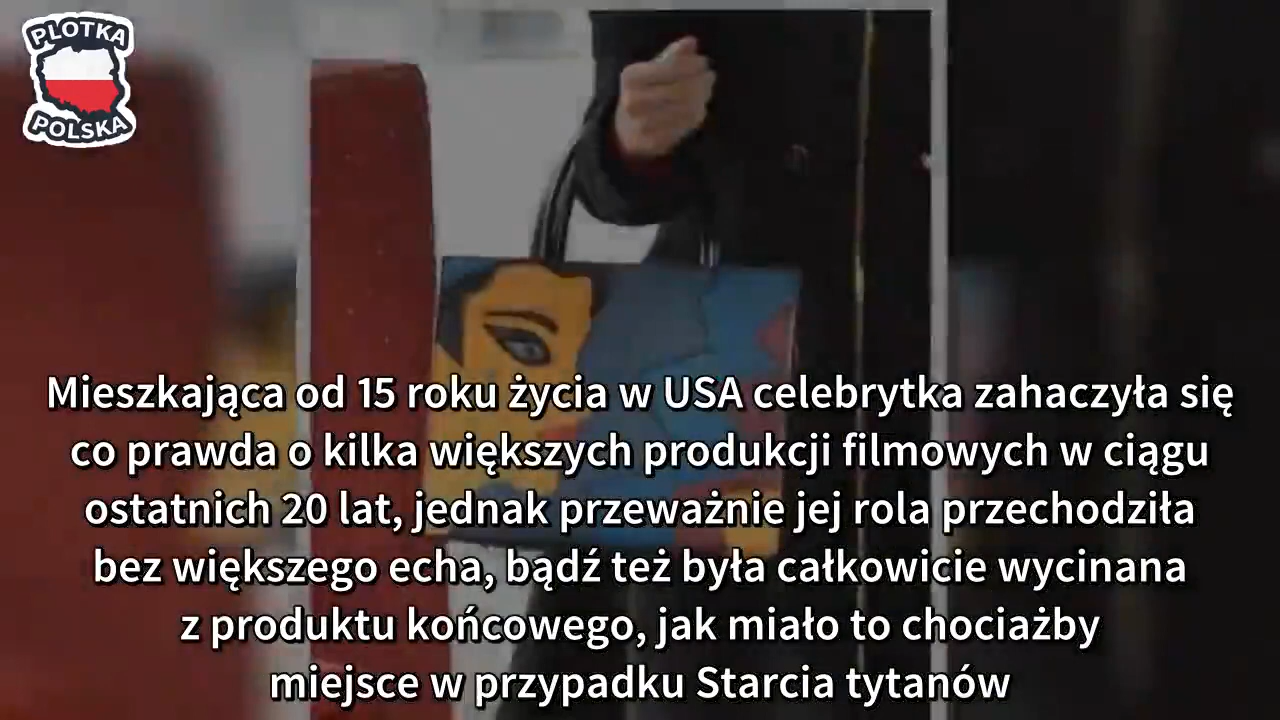 PLOTKA
POLSKA
Mieszkająca od 15 roku życia w USA celebrytka zahaczyła się
co prawda o kilka większych produkcji filmowych w ciągu
ostatnich 20 lat, jednak przeważnie jej rola przechodziła
bez większego echa, bądź też była całkowicie wycinana
z produktu końcowego, jak miało to chociażby
miejsce w przypadku Starcia tytanów